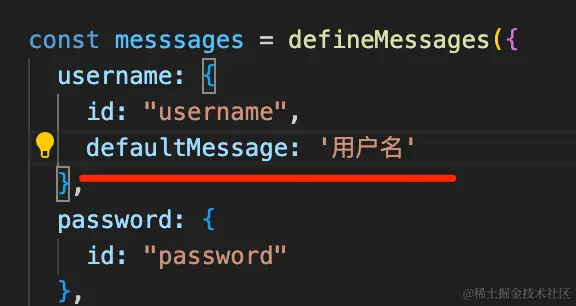 const messsages = defineMessages({
username: {
id: "username",
defaultMessage: '用户名'
},
password: {
id: "password"
},
@稀土掘金技术社区